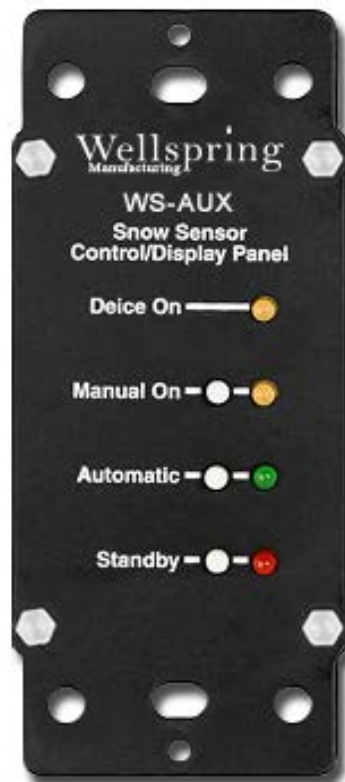 Wellspring
Manufacturing
WS-AUX
Snow Sensor
Control/Display Panel
Deice On
Manual On
Automatic
Standby